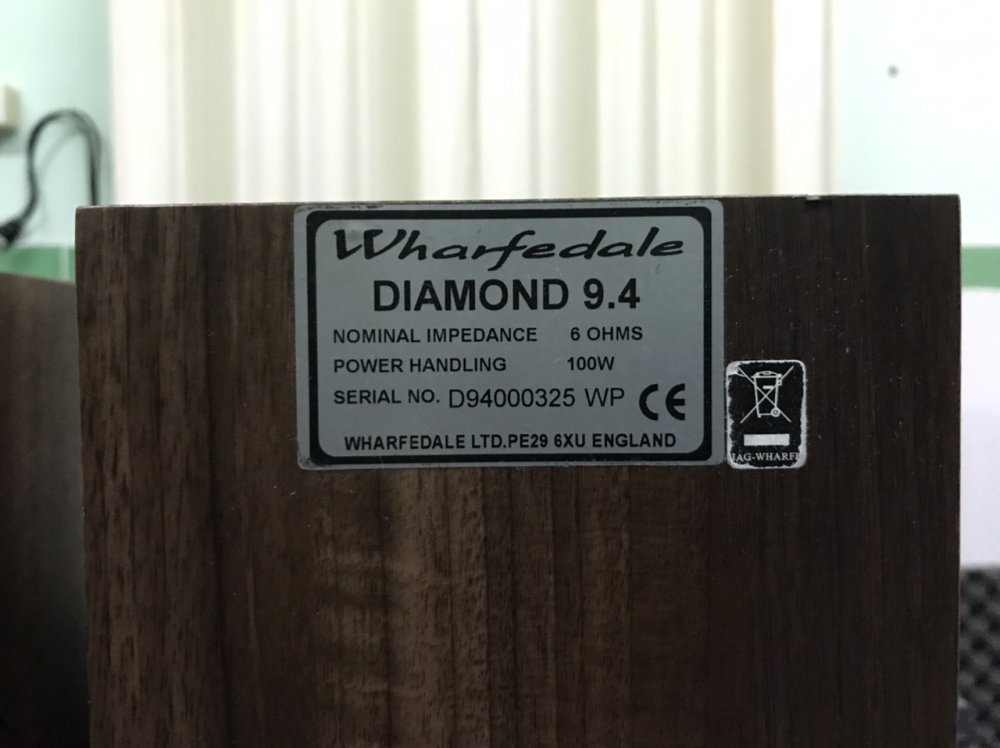 Wharfedale
DIAMOND 9.4
NOMINAL IMPEDANCE 6 OHMS
POWER HANDLING 100W
SERIAL NO. D94000325 WP CE
WHARFEDALE LTD.PE29 6XU ENGLAND
IAG-WHARFE